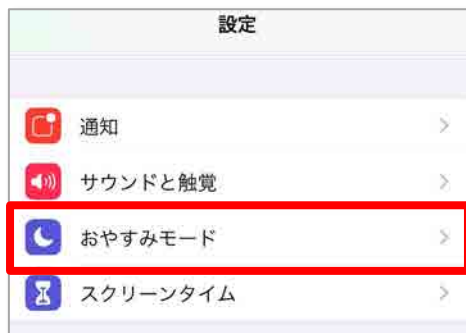 設定
通知
サウンドと触覚
おやすみモード
スクリーンタイム